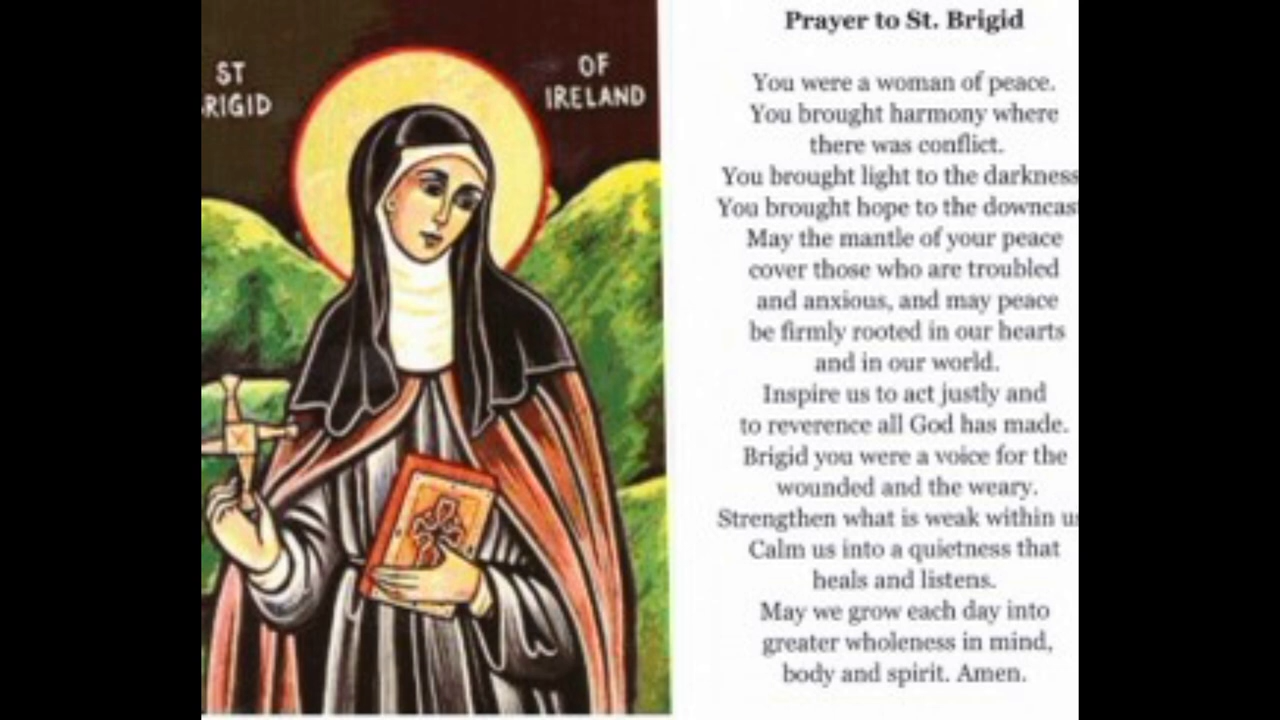 ST
BRIGID
OF
IRELAND
Prayer to St. Brigid
You were a woman of peace.
You brought harmony where
there was conflict.
You brought light to the darkness
You brought hope to the downcast
May the mantle of your peace
cover those who are troubled
and anxious, and may peace
be firmly rooted in our hearts
and in our world.
Inspire us to act justly and
to reverence all God has made.
Brigid you were a voice for the
wounded and the weary.
Strengthen what is weak within us
Calm us into a quietness that
heals and listens.
May we grow each day into
greater wholeness in mind,
body and spirit. Amen.